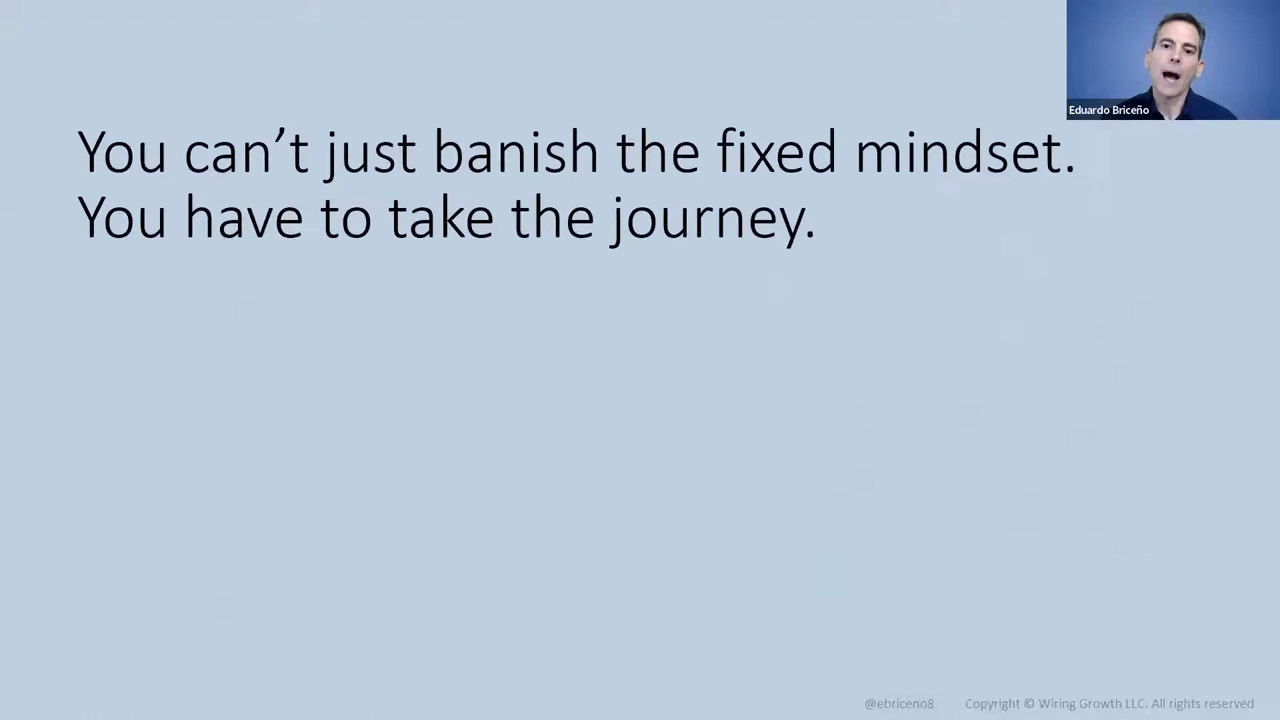 Eduardo Briceño
You can’t just banish the fixed mindset.
You have to take the journey.
@ebriceno8 Copyright © Wiring Growth LLC. All rights reserved